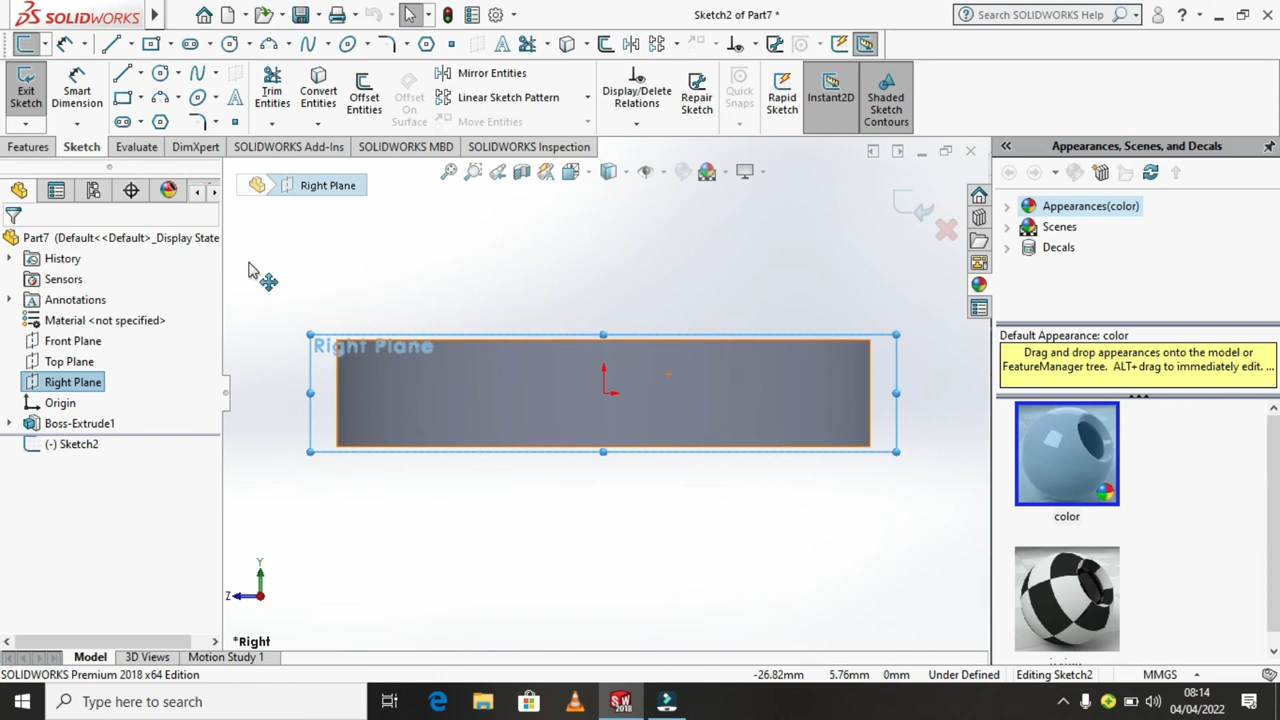 SOLIDWORKS
Sketch2 of Part7 *
Search SOLIDWORKS Help
Exit Sketch
Smart Dimension
Trim Entities
Convert Entities
Offset Entities
Offset On Surface
Mirror Entities
Linear Sketch Pattern
Move Entities
Display/Delete Relations
Repair Sketch
Quick Snaps
Rapid Sketch
Instant2D
Shaded Sketch Contours
Features
Sketch
Evaluate
DimXpert
SOLIDWORKS Add-Ins
SOLIDWORKS MBD
SOLIDWORKS Inspection
Part7 (Default<<Default>_Display State
History
Sensors
Annotations
Material <not specified>
Front Plane
Top Plane
Right Plane
Origin
Boss-Extrude1
(-) Sketch2
Right Plane
Right Plane
Y
Z
*Right
Appearances, Scenes, and Decals
Appearances(color)
Scenes
Decals
Default Appearance: color
Drag and drop appearances onto the model or
FeatureManager tree. ALT+drag to immediately edit. ...
color
Model
3D Views
Motion Study 1
SOLIDWORKS Premium 2018 x64 Edition
-26.82mm
5.76mm
0mm
Under Defined
Editing Sketch2
MMGS
Type here to search
SW
2018
08:14
04/04/2022